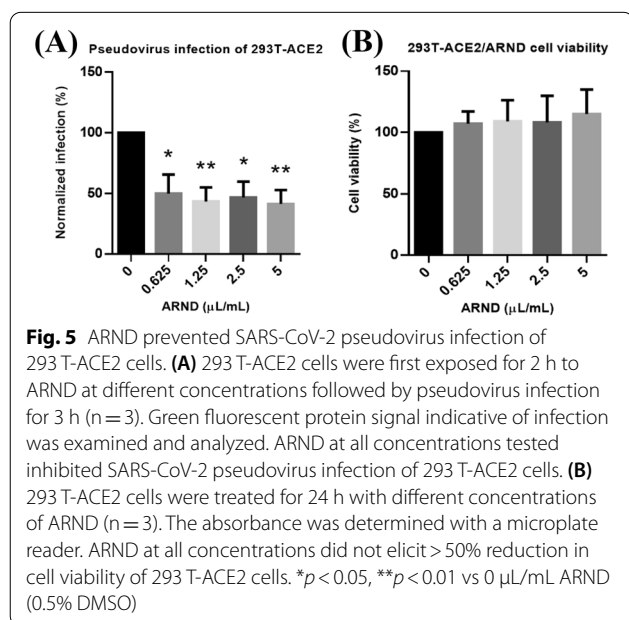 (A)
Pseudovirus infection of 293T-ACE2
Normalized infection (%)
150
100
50
0
*
**
*
**
0
0.625
1.25
2.5
5
ARND (μL/mL)
(B)
293T-ACE2/ARND cell viability
Cell viability (%)
150
100
50
0
0
0.625
1.25
2.5
5
ARND (μL/mL)
Fig. 5 ARND prevented SARS-CoV-2 pseudovirus infection of
293 T-ACE2 cells. (A) 293 T-ACE2 cells were first exposed for 2 h to
ARND at different concentrations followed by pseudovirus infection
for 3 h (n = 3). Green fluorescent protein signal indicative of infection
was examined and analyzed. ARND at all concentrations tested
inhibited SARS-CoV-2 pseudovirus infection of 293 T-ACE2 cells. (B)
293 T-ACE2 cells were treated for 24 h with different concentrations
of ARND (n = 3). The absorbance was determined with a microplate
reader. ARND at all concentrations did not elicit > 50% reduction in
cell viability of 293 T-ACE2 cells. *p < 0.05, **p < 0.01 vs 0 μL/mL ARND
(0.5% DMSO)